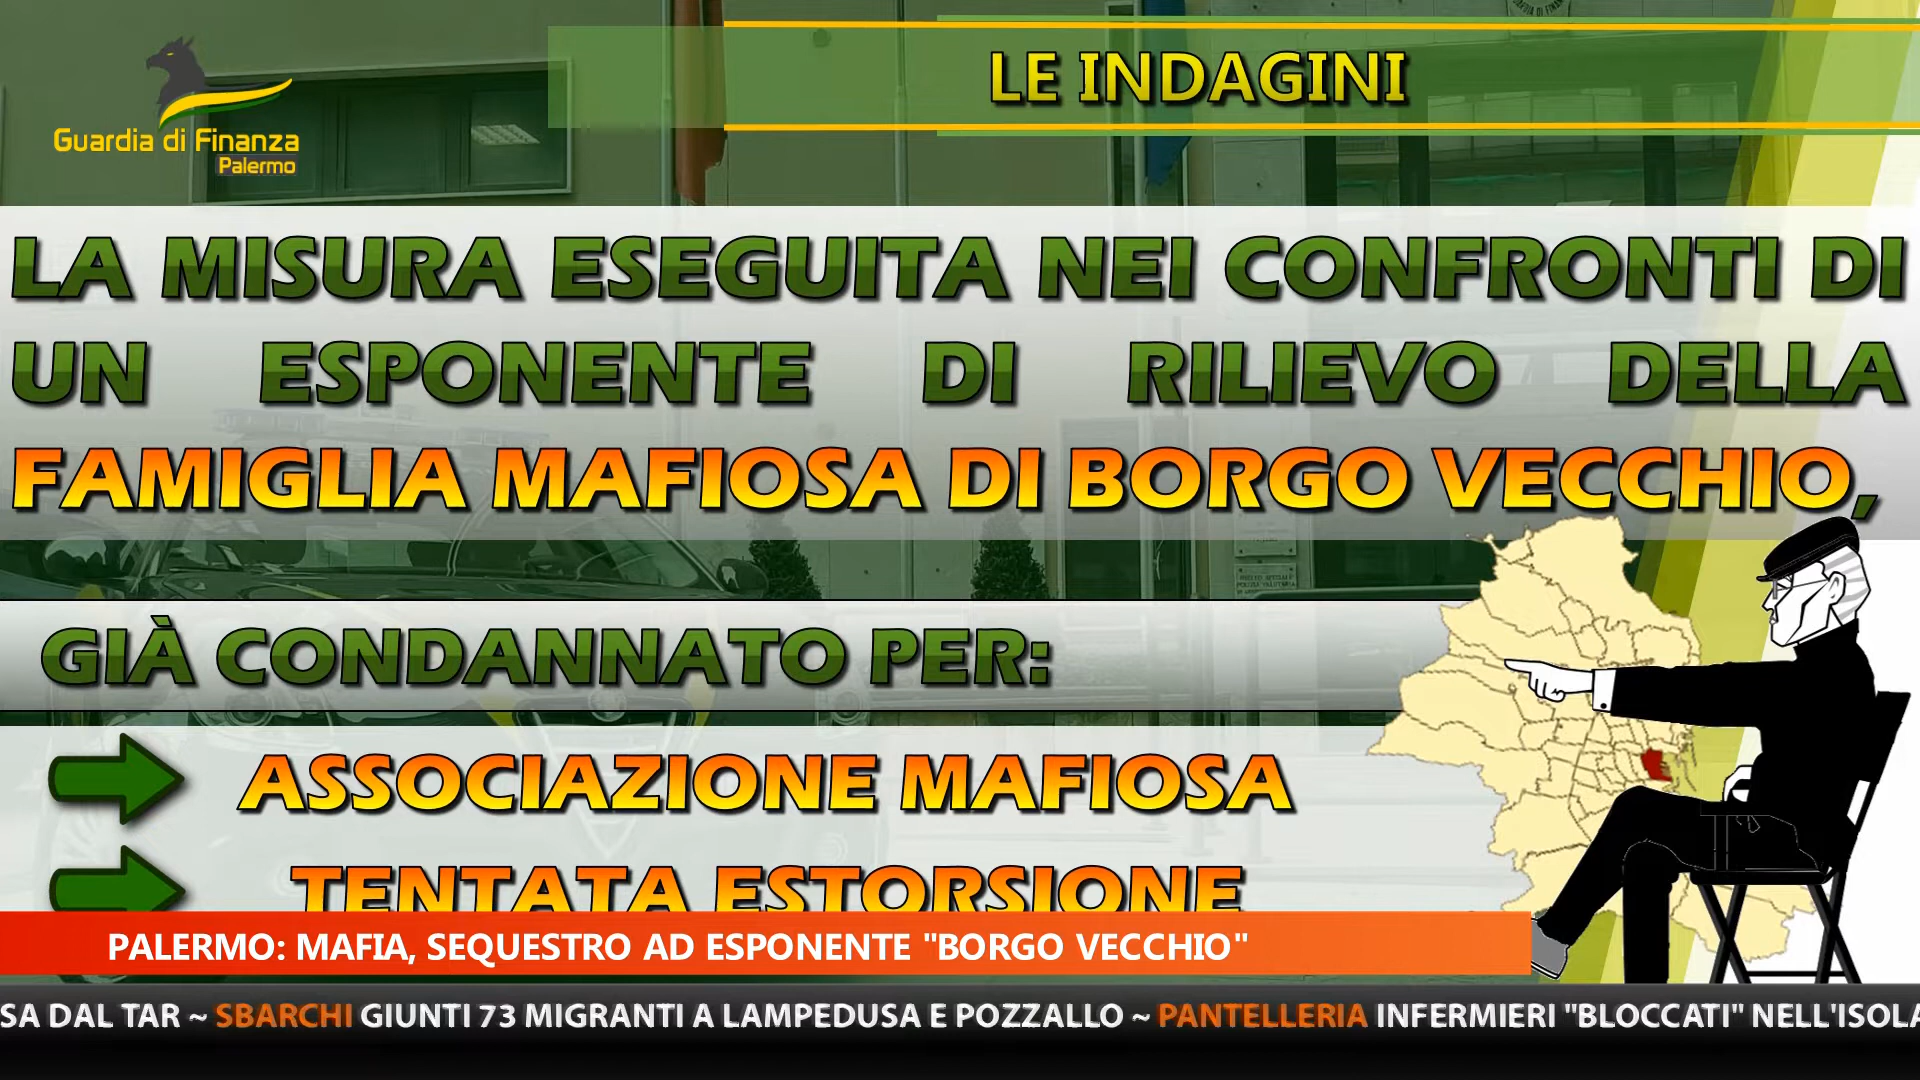 LE INDAGINI
Guardia di Finanza
Palermo
LA MISURA ESEGUITA NEI CONFRONTI DI
UN ESPONENTE DI RILIEVO DELLA
FAMIGLIA MAFIOSA DI BORGO VECCHIO,
GIÀ CONDANNATO PER:
ASSOCIAZIONE MAFIOSA
TENTATA ESTORSIONE
PALERMO: MAFIA, SEQUESTRO AD ESPONENTE "BORGO VECCHIO"
SA DAL TAR ~ SBARCHI GIUNTI 73 MIGRANTI A LAMPEDUSA E POZZALLO ~ PANTELLERIA INFERMIERI "BLOCCATI" NELL'ISOLA